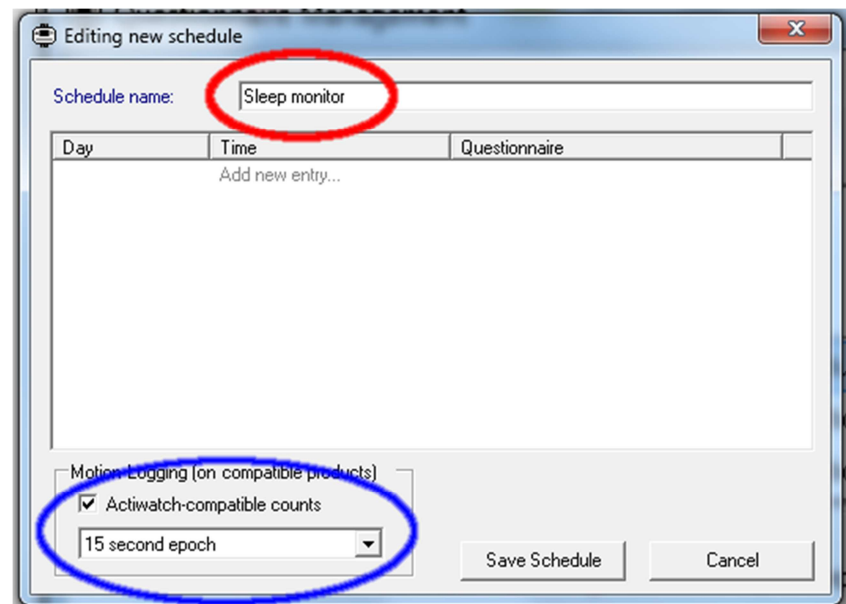 Editing new schedule
Schedule name: Sleep monitor
Day Time Questionnaire
Add new entry...
Motion Logging (on compatible products)
Actiwatch-compatible counts
15 second epoch
Save Schedule Cancel